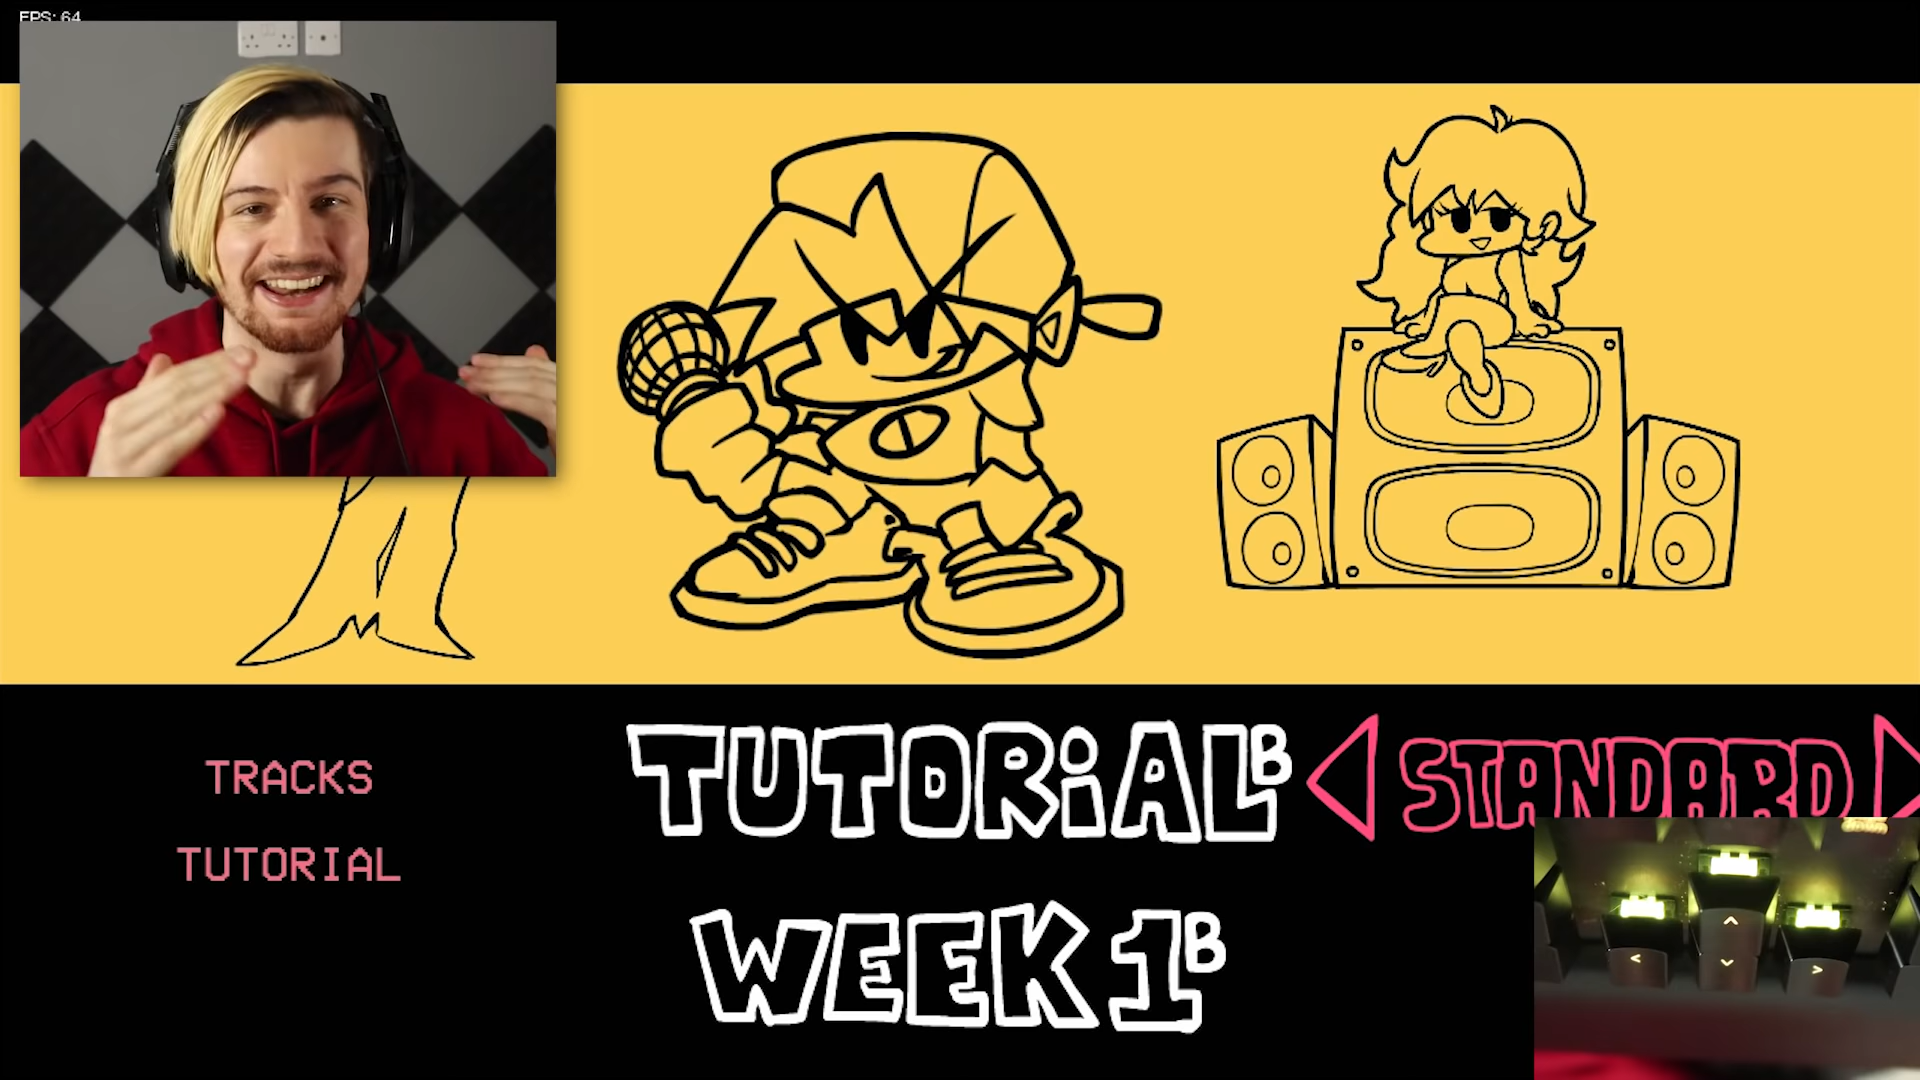 FPS: 64
TUTORIAL B
STANDARD
TRACKS
TUTORIAL
WEEK 1 B